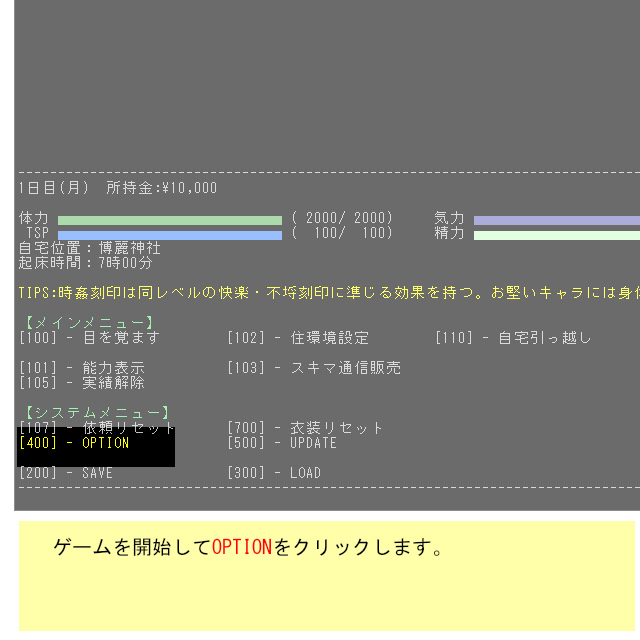 1日目(月) 所持金:¥10,000
体力 ( 2000/ 2000) 気力
TSP ( 100/ 100) 精力
自宅位置：博麗神社
起床時間：7時00分
TIPS:時姦刻印は同レベルの快楽・不埒刻印に準じる効果を持つ。お堅いキャラには身体
【メインメニュー】
[100] - 目を覚ます [102] - 住環境設定 [110] - 自宅引っ越し
[101] - 能力表示 [103] - スキマ通信販売
[105] - 実績解除
【システムメニュー】
[107] - 依頼リセット [700] - 衣装リセット
[400] - OPTION [500] - UPDATE
[200] - SAVE [300] - LOAD
ゲームを開始してOPTIONをクリックします。